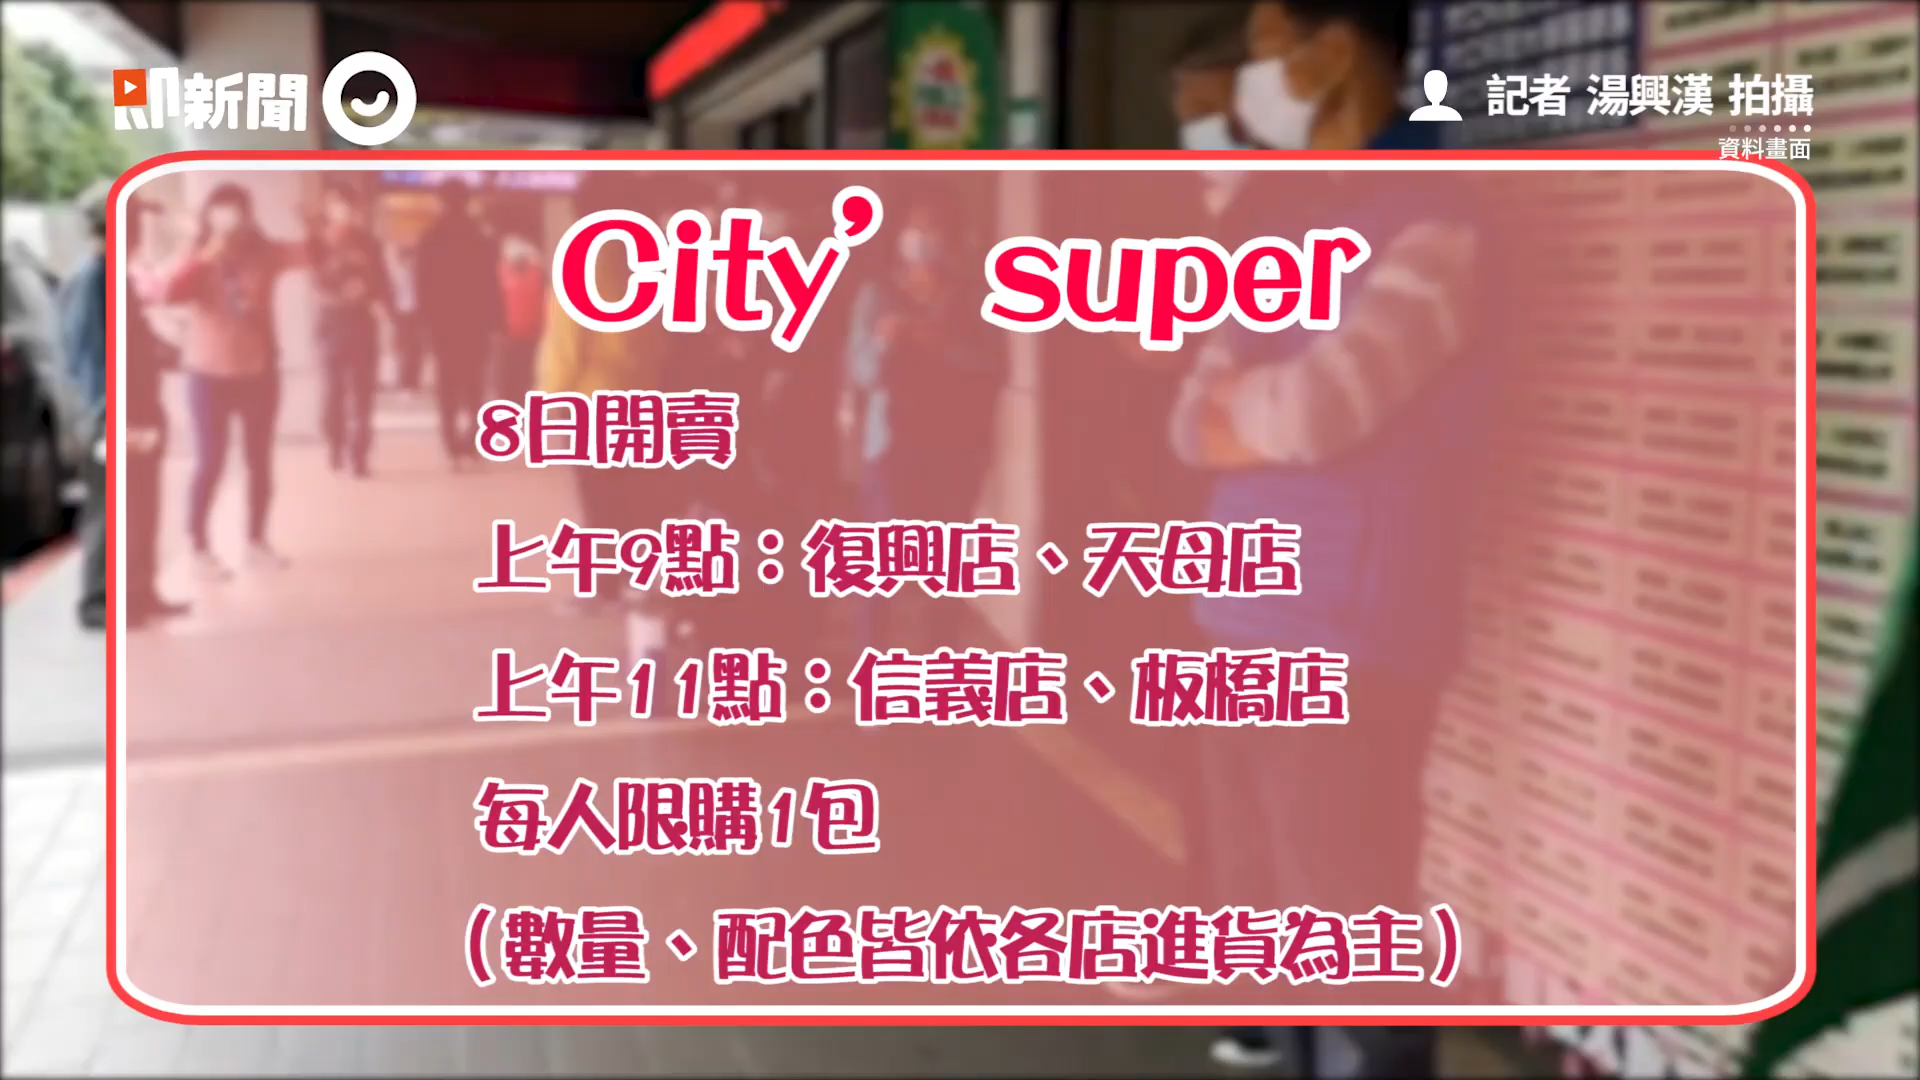 即新聞
記者 湯興漢 拍攝
資料畫面
City’ super
8日開賣
上午9點：復興店、天母店
上午11點：信義店、板橋店
每人限購1包
（數量、配色皆依各店進貨為主）